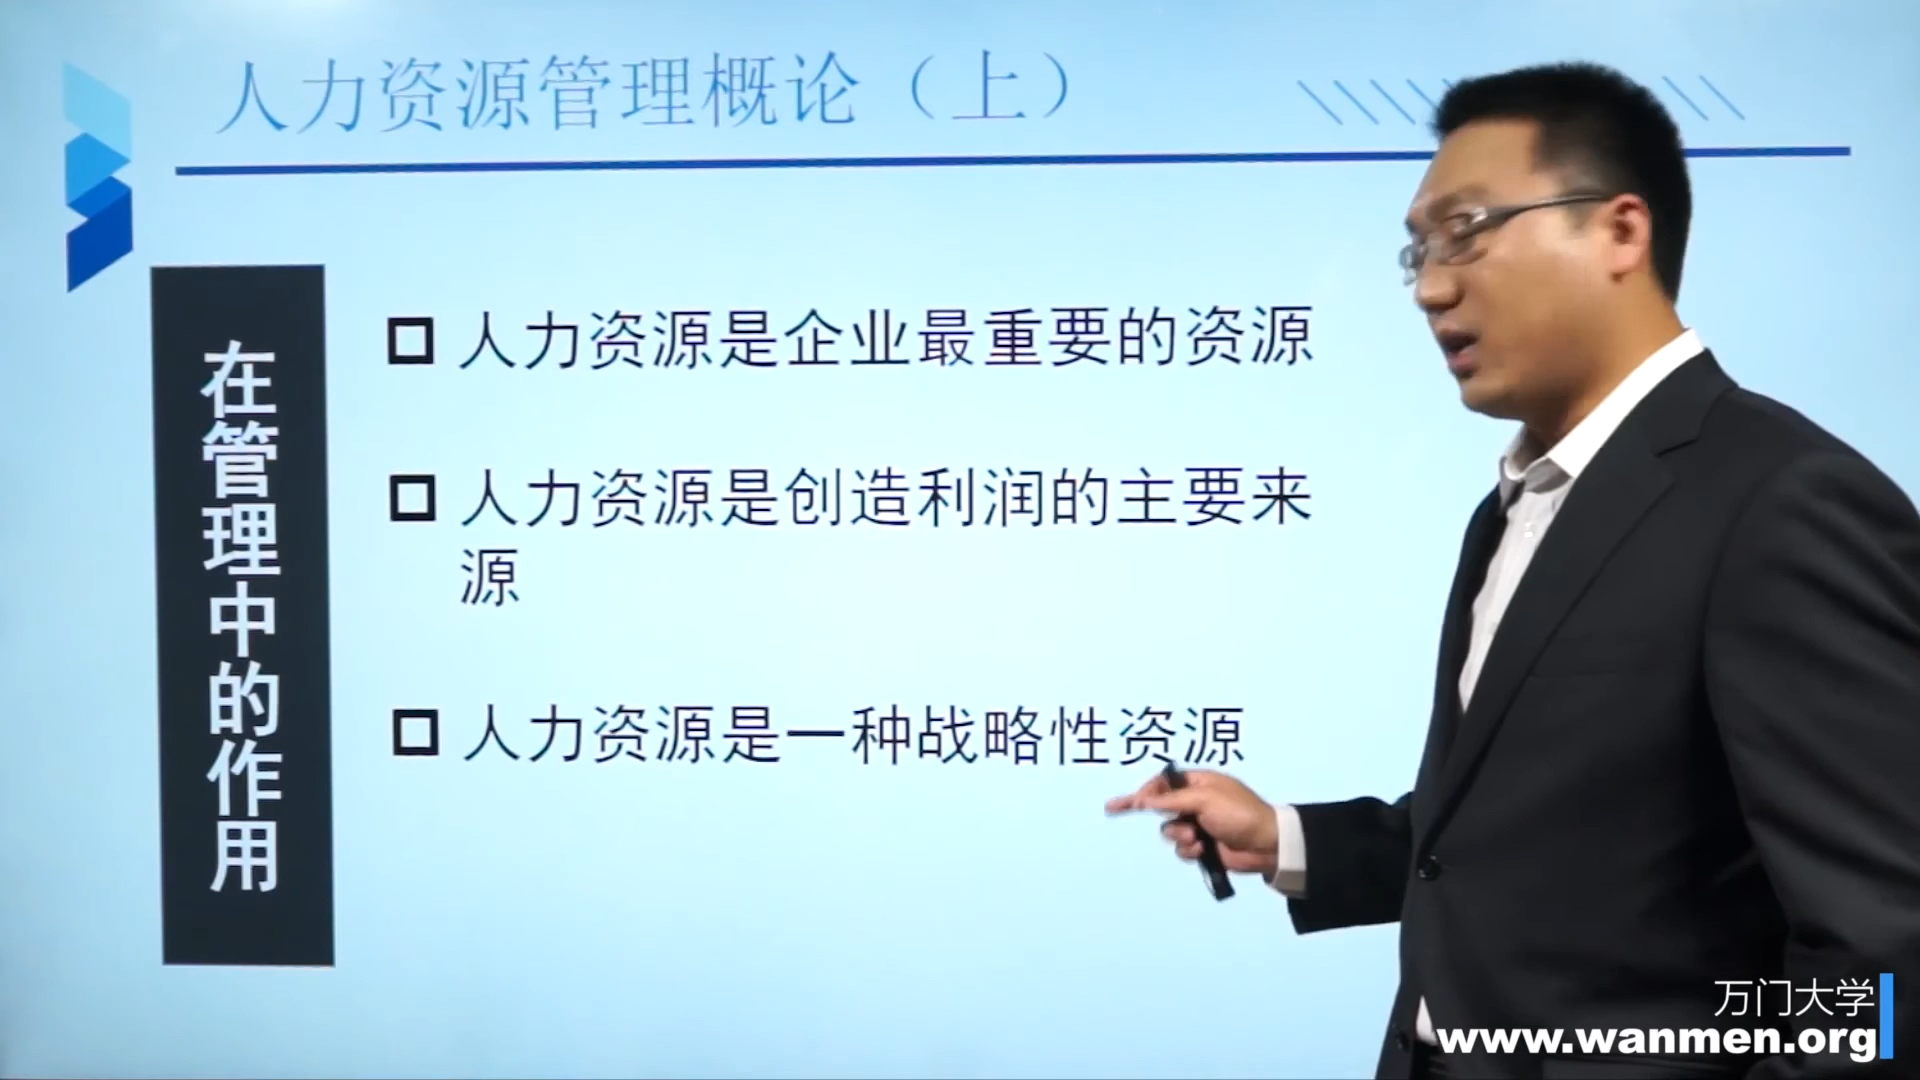 人力资源管理概论（上）
在管理中的作用
人力资源是企业最重要的资源
人力资源是创造利润的主要来
源
人力资源是一种战略性资源
万门大学
www.wanmen.org